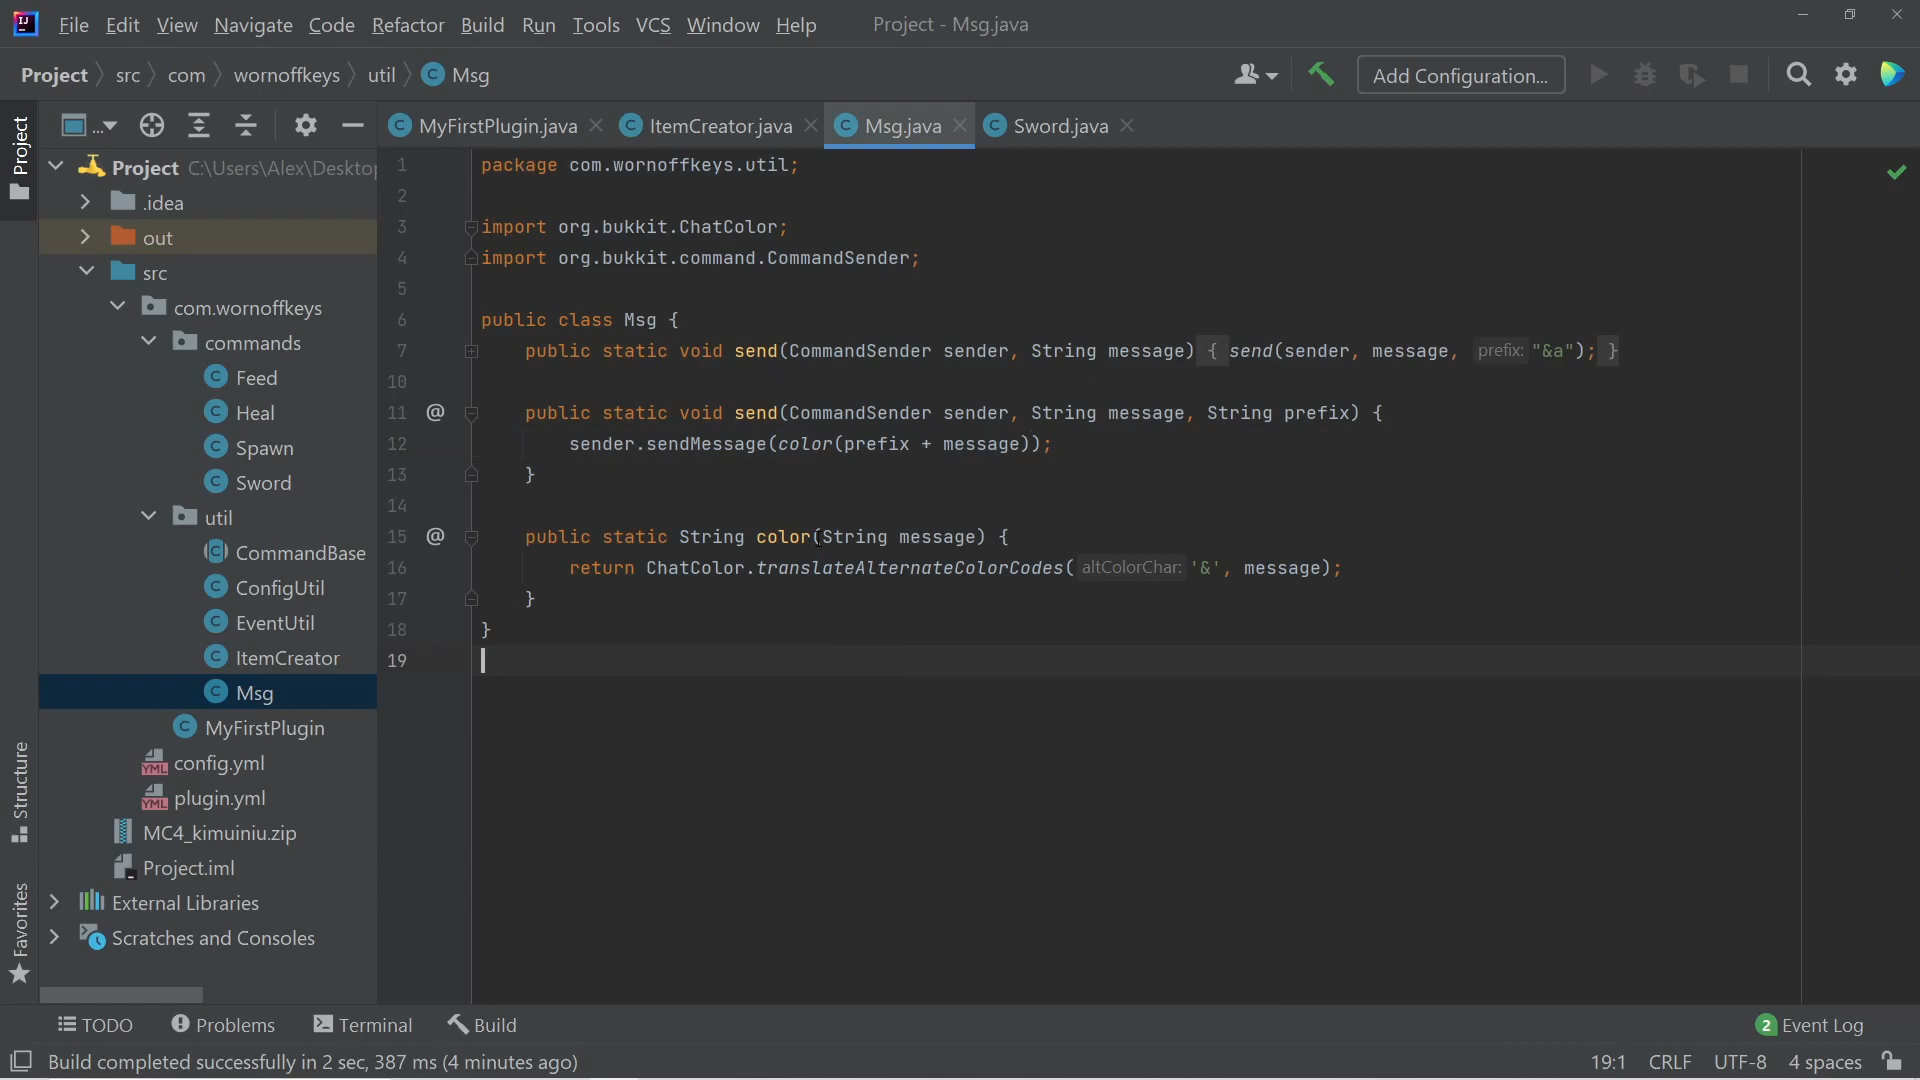 File Edit View Navigate Code Refactor Build Run Tools VCS Window Help Project - Msg.java
Project src com wornoffkeys util Msg Add Configuration...
... MyFirstPlugin.java ItemCreator.java Msg.java Sword.java
Project
Structure
Favorites
Project C:\Users\Alex\Desktop
.idea
out
src
com.wornoffkeys
commands
Feed
Heal
Spawn
Sword
util
CommandBase
ConfigUtil
EventUtil
ItemCreator
Msg
MyFirstPlugin
config.yml
plugin.yml
MC4_kimuiniu.zip
Project.iml
External Libraries
Scratches and Consoles
1 package com.wornoffkeys.util;
2
3 import org.bukkit.ChatColor;
4 import org.bukkit.command.CommandSender;
5
6 public class Msg {
7 public static void send(CommandSender sender, String message) { send(sender, message, prefix: "&a"); }
10
11 @ public static void send(CommandSender sender, String message, String prefix) {
12 sender.sendMessage(color(prefix + message));
13 }
14
15 @ public static String color(String message) {
16 return ChatColor.translateAlternateColorCodes( altColorChar: '&', message);
17 }
18 }
19
TODO Problems Terminal Build 2 Event Log
Build completed successfully in 2 sec, 387 ms (4 minutes ago) 19:1 CRLF UTF-8 4 spaces